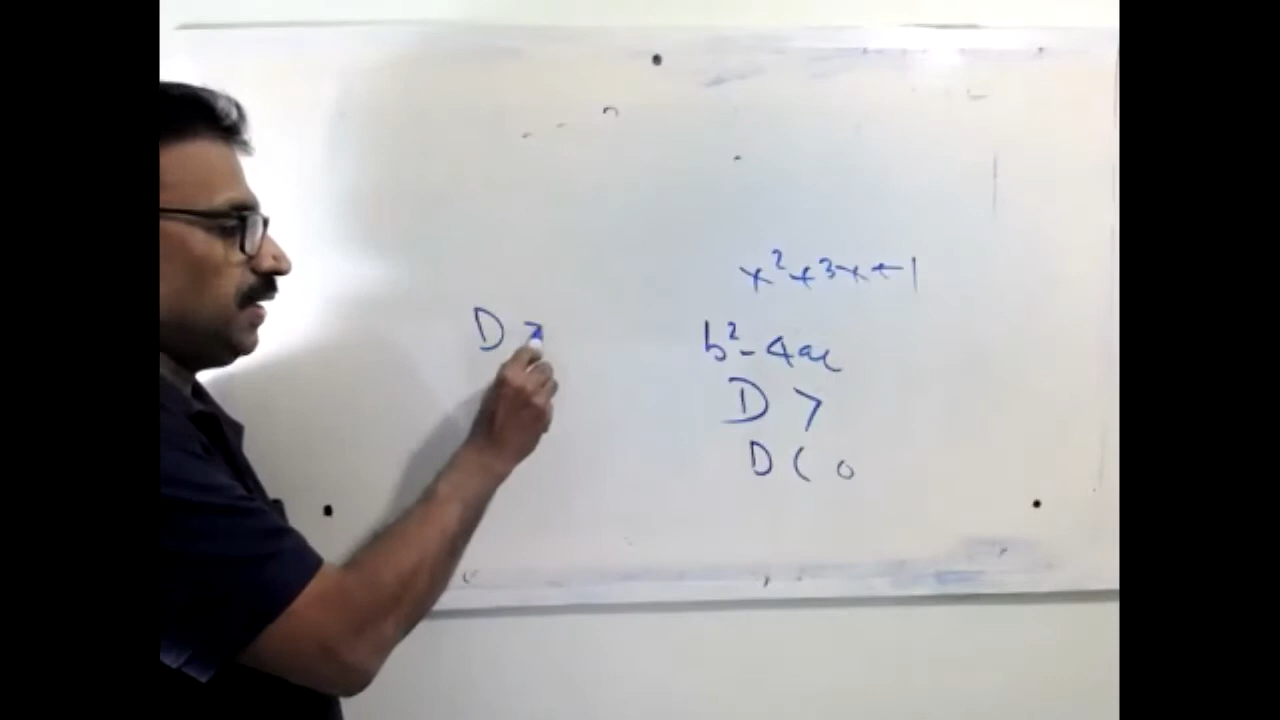 x²+3x+1
D >
b²-4ac
D >
D < 0